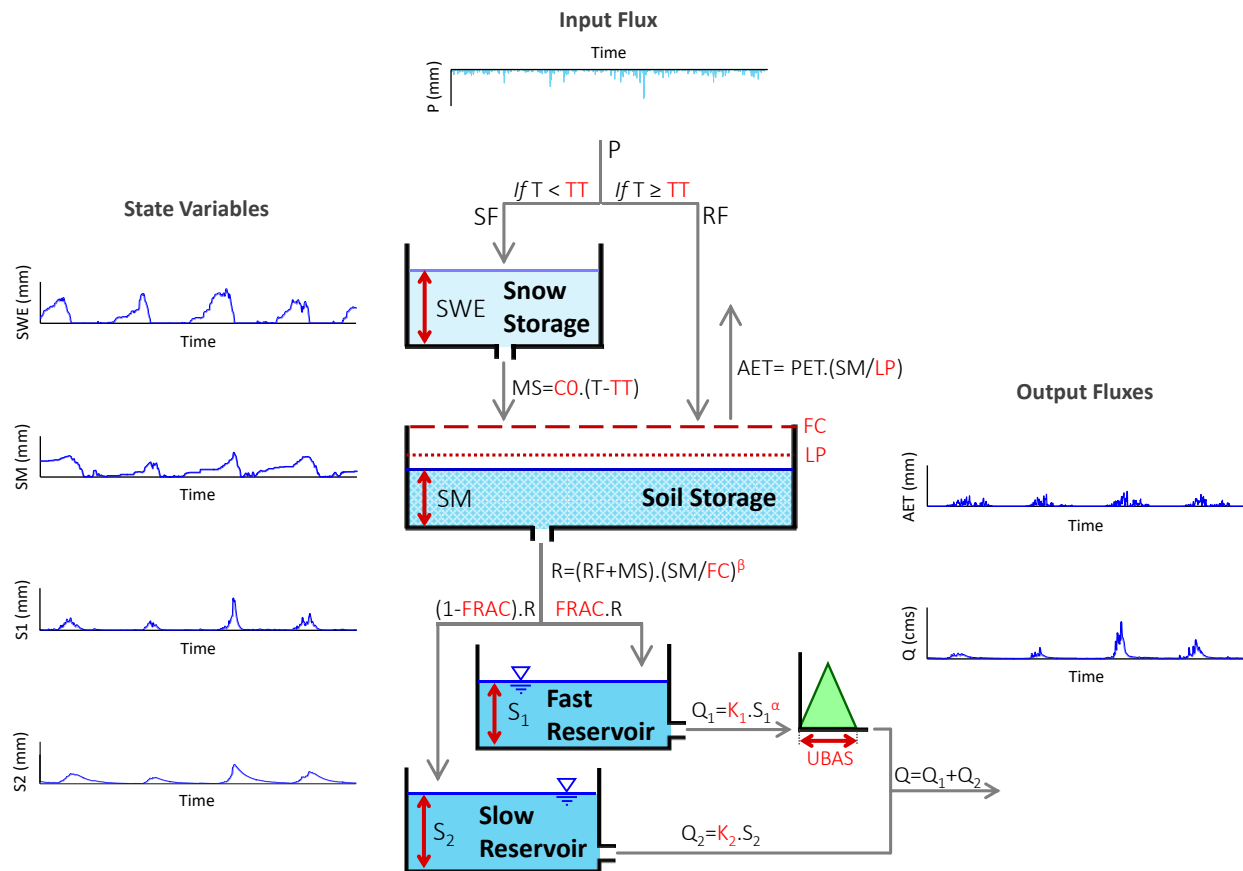 Input Flux
Time
P (mm)
P
If T < TT
If T ≥ TT
State Variables
SF
RF
SWE (mm)
Time
SWE
Snow
Storage
MS=C0.(T-TT)
AET= PET.(SM/LP)
Output Fluxes
FC
LP
SM (mm)
Time
SM
Soil Storage
AET (mm)
Time
R=(RF+MS).(SM/FC)^β
(1-FRAC).R
FRAC.R
S1 (mm)
Time
Q (cms)
Time
S₁
Fast
Reservoir
Q₁=K₁.S₁^α
UBAS
S2 (mm)
Time
Q=Q₁+Q₂
S₂
Slow
Reservoir
Q₂=K₂.S₂